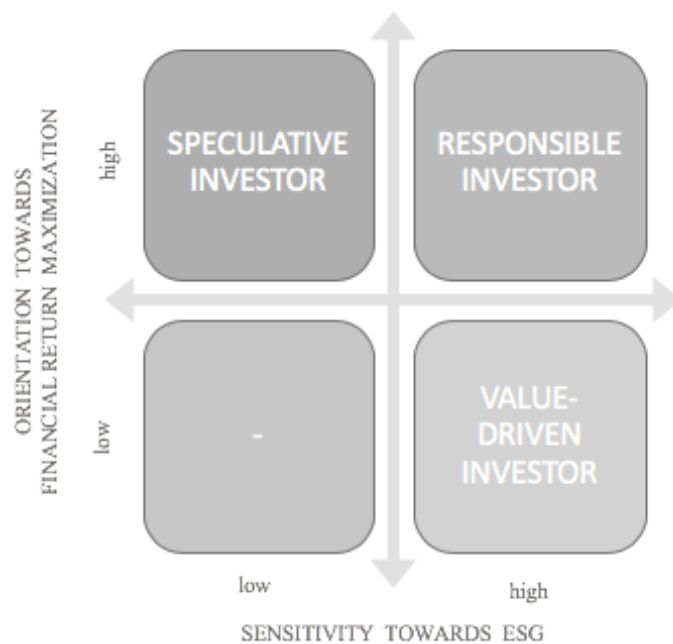 SPECULATIVE
INVESTOR
RESPONSIBLE
INVESTOR
ORIENTATION TOWARDS
FINANCIAL RETURN MAXIMIZATION
high
low
-
VALUE-
DRIVEN
INVESTOR
low
high
SENSITIVITY TOWARDS ESG